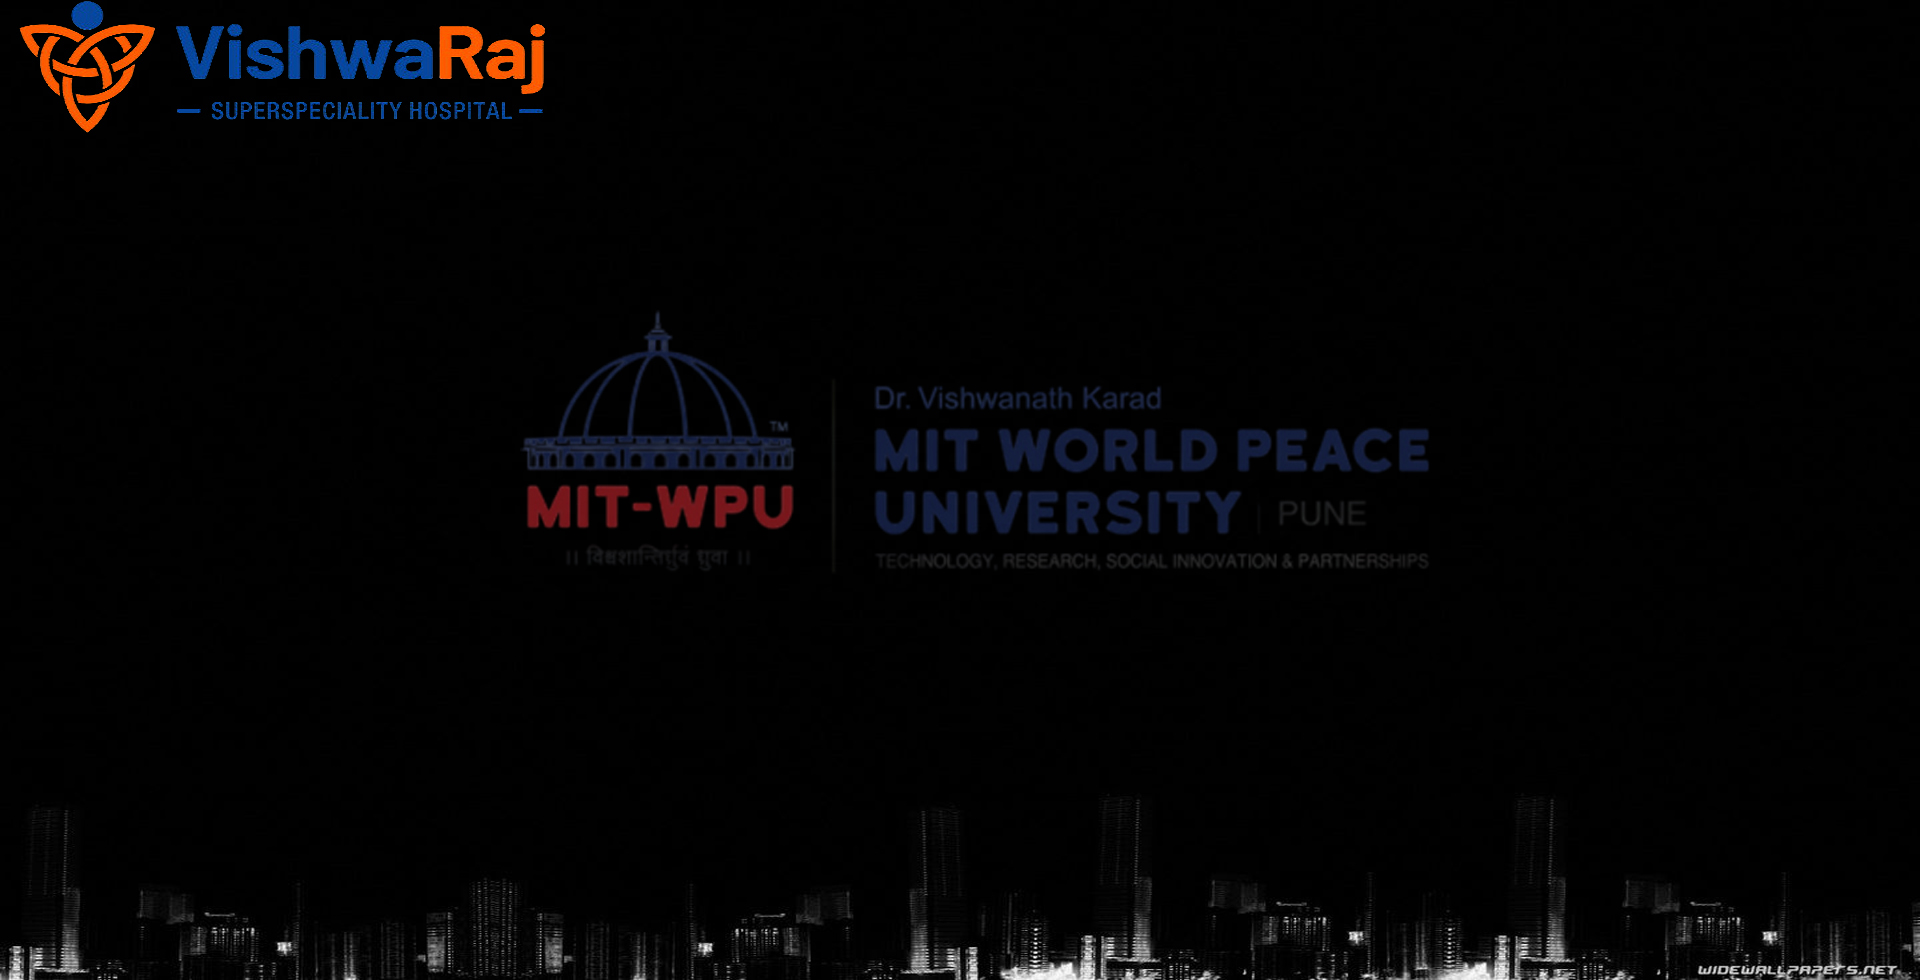 VishwaRaj
SUPERSPECIALITY HOSPITAL
TM
MIT-WPU
॥ विश्वशान्तिर्ध्रुवं ध्रुवा ॥
Dr. Vishwanath Karad
MIT WORLD PEACE
UNIVERSITY | PUNE
TECHNOLOGY, RESEARCH, SOCIAL INNOVATION & PARTNERSHIPS
WIDEWALLPAPERS.NET